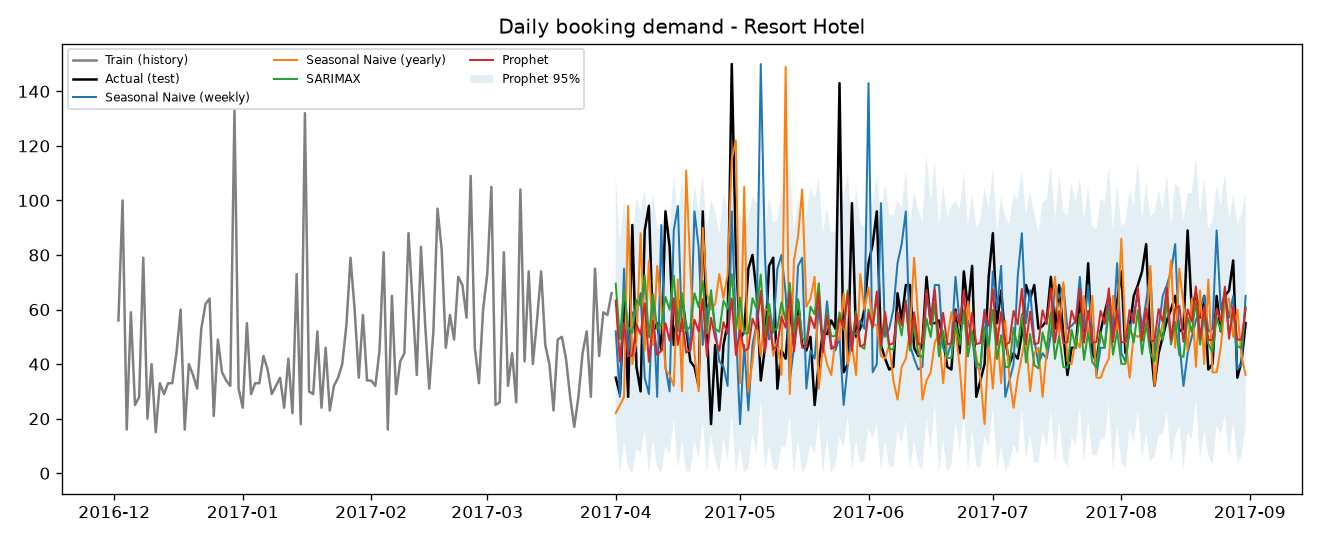 Daily booking demand - Resort Hotel
Train (history)
Actual (test)
Seasonal Naive (weekly)
Seasonal Naive (yearly)
SARIMAX
Prophet
Prophet 95%
140
120
100
80
60
40
20
0
2016-12 2017-01 2017-02 2017-03 2017-04 2017-05 2017-06 2017-07 2017-08 2017-09